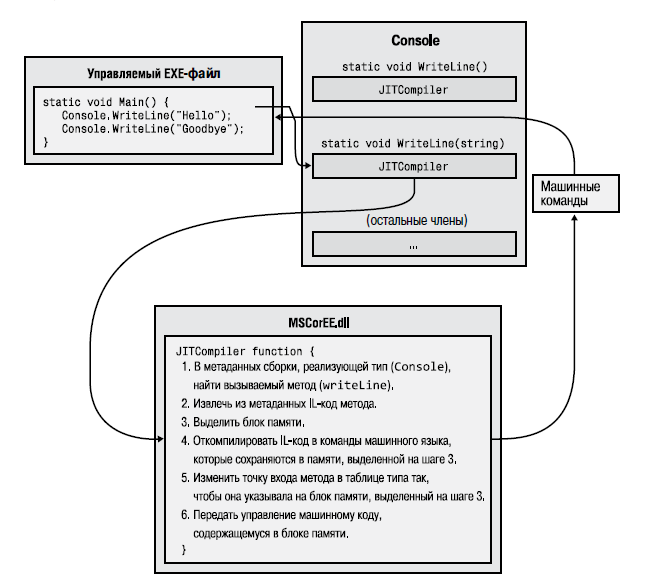 Управляемый EXE-файл
static void Main() {
Console.WriteLine("Hello");
Console.WriteLine("Goodbye");
}
Console
static void WriteLine()
JITCompiler
static void WriteLine(string)
JITCompiler
(остальные члены)
...
Машинные
команды
MSCorEE.dll
JITCompiler function {
1. В метаданных сборки, реализующей тип (Console),
найти вызываемый метод (writeLine),
2. Извлечь из метаданных IL-код метода.
3. Выделить блок памяти.
4. Откомпилировать IL-код в команды машинного языка,
которые сохраняются в памяти, выделенной на шаге 3.
5. Изменить точку входа метода в таблице типа так,
чтобы она указывала на блок памяти, выделенный на шаге 3.
6. Передать управление машинному коду,
содержащемуся в блоке памяти.
}